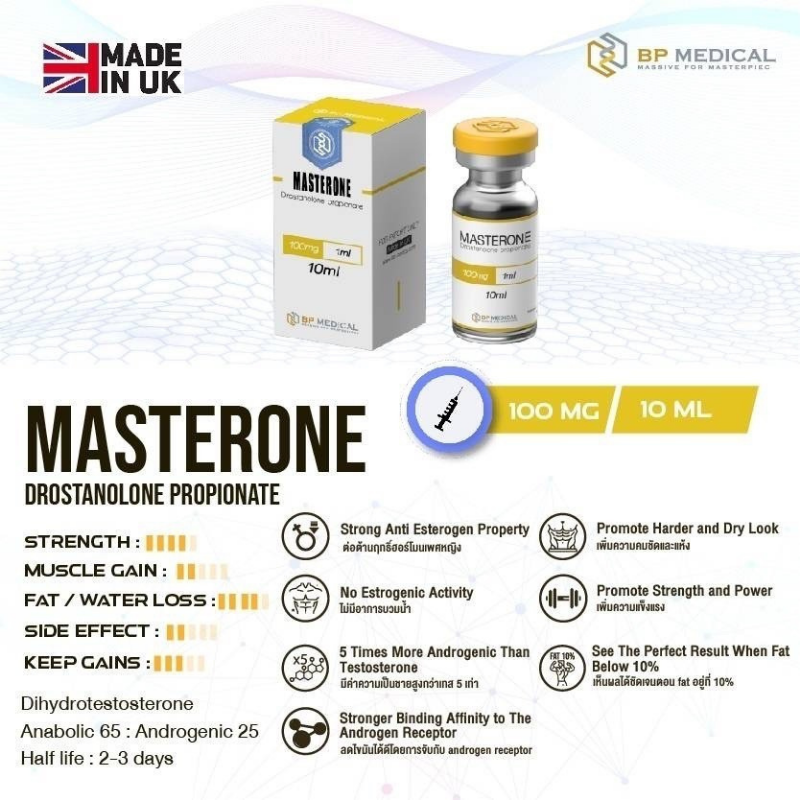 MADE
IN UK
BP MEDICAL
MASSIVE FOR MASTERPIEC
MASTERONE
Drostanolone propionate
100mg 1ml
10ml
BP MEDICAL
MASTERONE
Drostanolone propionate
100mg 1ml
10ml
BP MEDICAL
100 MG / 10 ML
MASTERONE
DROSTANOLONE PROPIONATE
STRENGTH :
MUSCLE GAIN :
FAT / WATER LOSS :
SIDE EFFECT :
KEEP GAINS :
Dihydrotestosterone
Anabolic 65 : Androgenic 25
Half life : 2-3 days
Strong Anti Esterogen Property
ต่อต้านฤทธิ์ฮอร์โมนเพศหญิง
No Estrogenic Activity
ไม่มีอาการบวมน้ำ
x5
5 Times More Androgenic Than
Testosterone
มีค่าความเป็นชายสูงกว่าเทส 5 เท่า
Stronger Binding Affinity to The
Androgen Receptor
ลดไขมันได้ดีโดยการจับกับ androgen receptor
Promote Harder and Dry Look
เพิ่มความคมชัดและแห้ง
Promote Strength and Power
เพิ่มความแข็งแรง
FAT 10%
See The Perfect Result When Fat
Below 10%
เห็นผลได้ชัดเจนตอน fat อยู่ที่ 10%